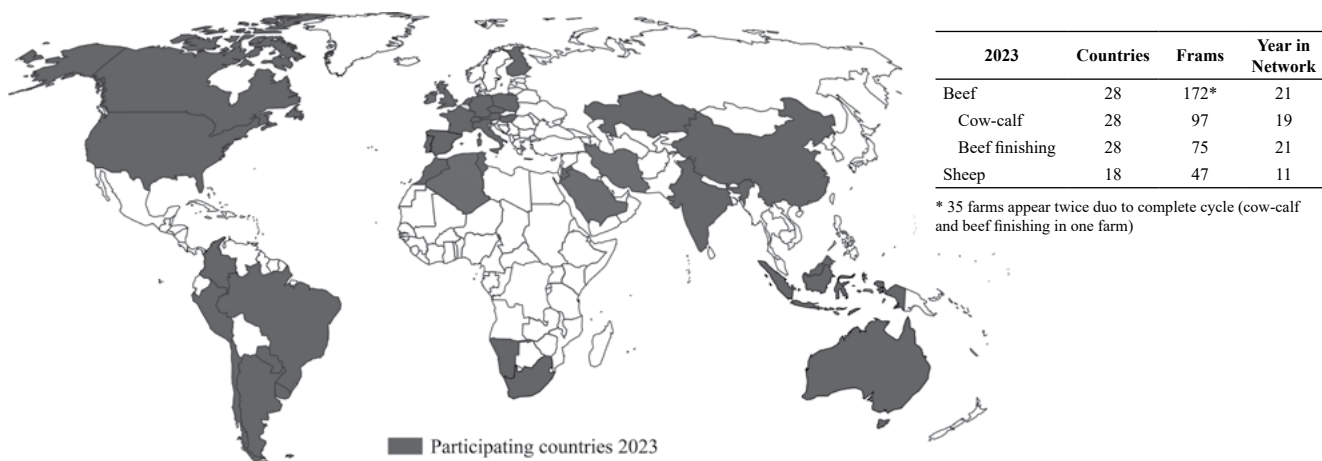 2023 Countries Frams Year in Network
Beef 28 172* 21
Cow-calf 28 97 19
Beef finishing 28 75 21
Sheep 18 47 11
* 35 farms appear twice duo to complete cycle (cow-calf
and beef finishing in one farm)
Participating countries 2023